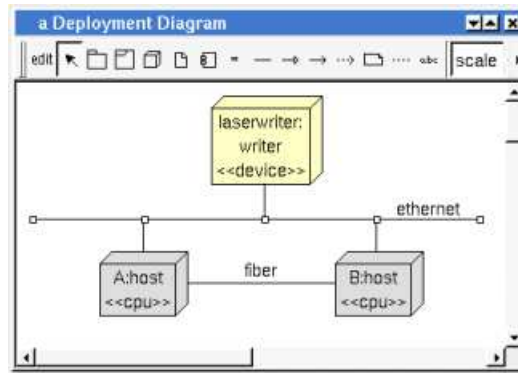 a Deployment Diagram
edit
abc
scale
laserwriter:
writer
<<device>>
ethernet
A:host
<<cpu>>
fiber
B:host
<<cpu>>